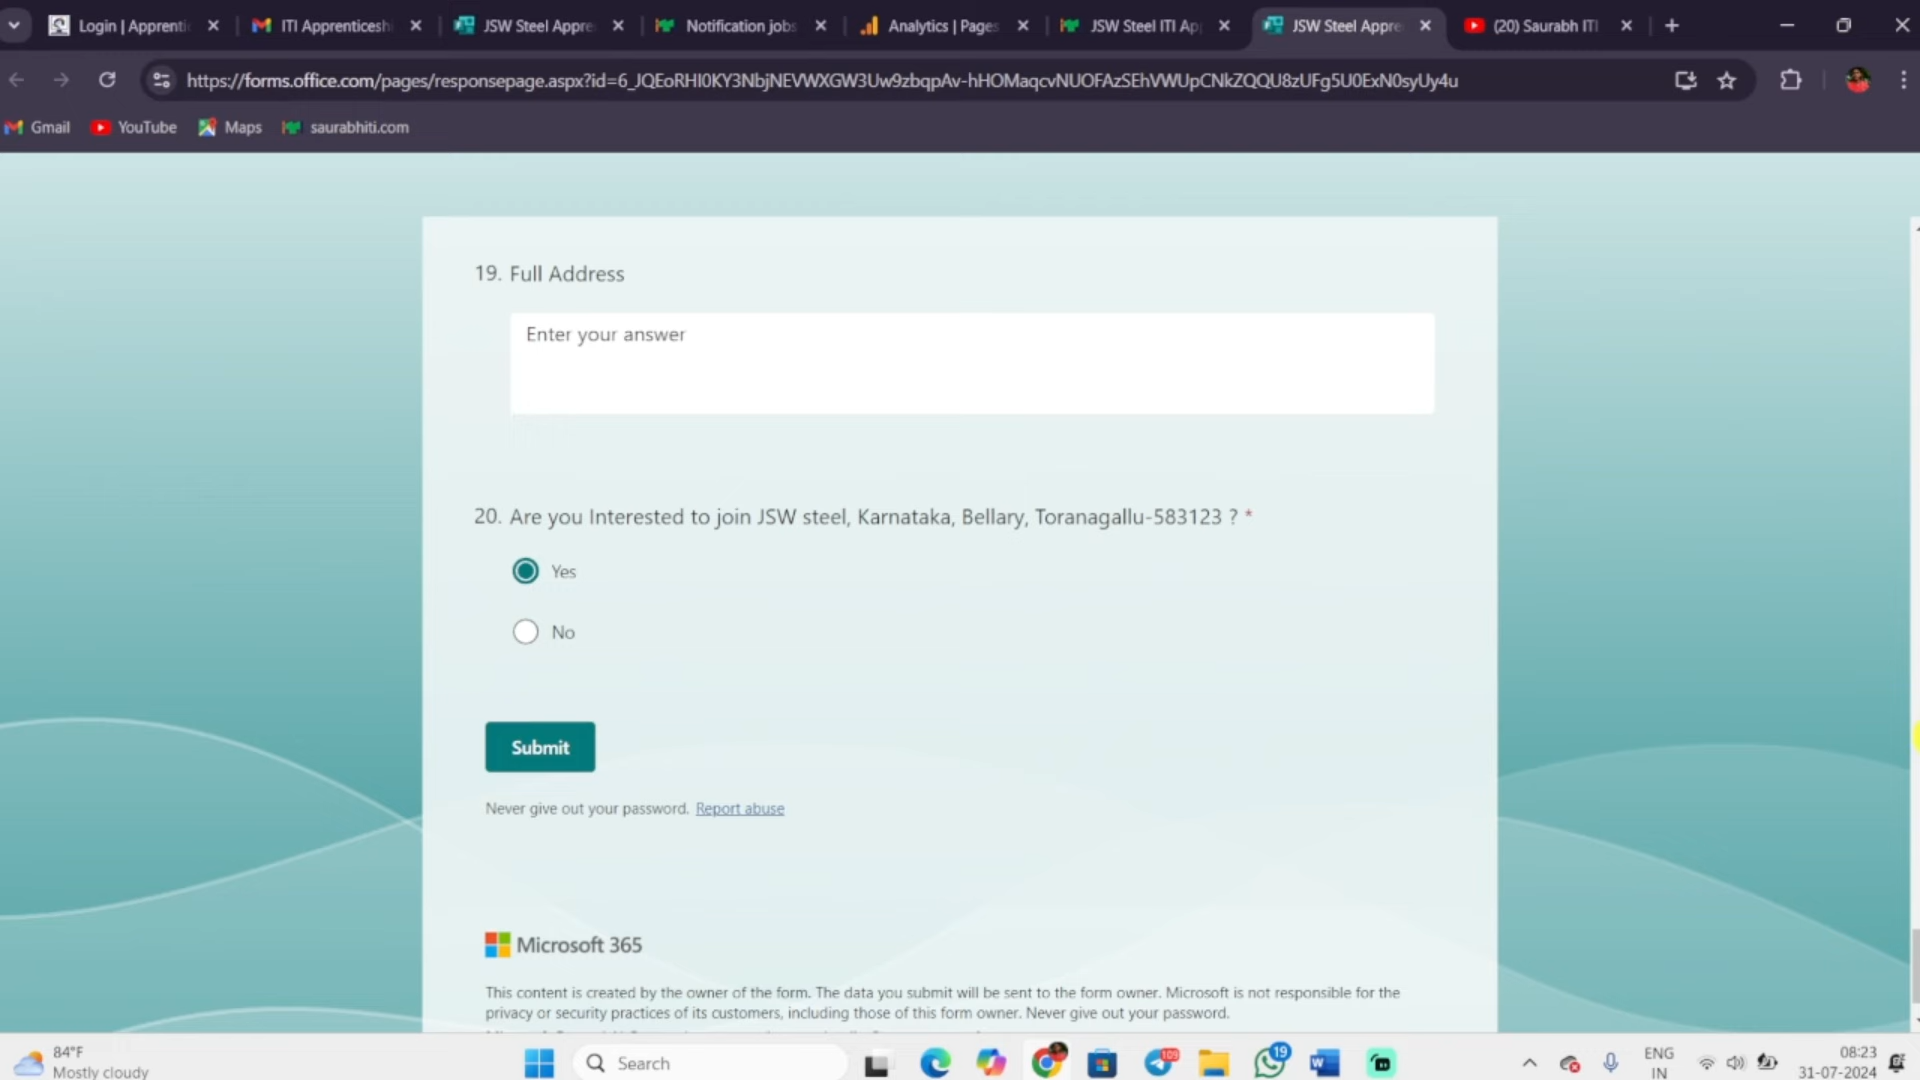 Login | Apprenti
ITI Apprenticeshi
JSW Steel Appre
Notification jobs
Analytics | Pages
JSW Steel ITI Ap
JSW Steel Appre
(20) Saurabh ITI
https://forms.office.com/pages/responsepage.aspx?id=6_JQEoRHI0KY3NbjNEVWXGW3Uw9zbqpAv-hHOMaqcvNUOFAzSEhVWUpCNkZQQU8zUFg5U0ExN0syUy4u
Gmail
YouTube
Maps
saurabhiti.com
19. Full Address
Enter your answer
20. Are you Interested to join JSW steel, Karnataka, Bellary, Toranagallu-583123 ? *
Yes
No
Submit
Never give out your password. Report abuse
Microsoft 365
This content is created by the owner of the form. The data you submit will be sent to the form owner. Microsoft is not responsible for the
privacy or security practices of its customers, including those of this form owner. Never give out your password.
84°F
Mostly cloudy
Search
109
19
ENG
IN
08:23
31-07-2024